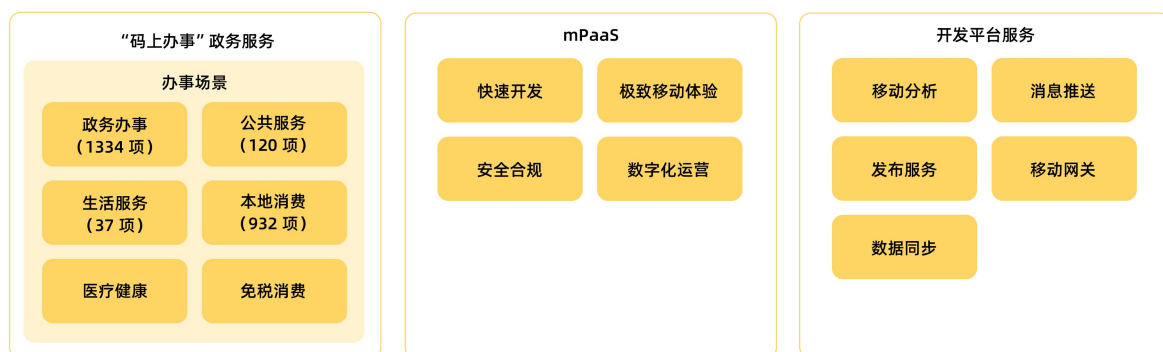 “码上办事”政务服务
办事场景
政务办事
（1334 项）
公共服务
（120 项）
生活服务
（37 项）
本地消费
（932 项）
医疗健康
免税消费
mPaaS
快速开发
极致移动体验
安全合规
数字化运营
开发平台服务
移动分析
消息推送
发布服务
移动网关
数据同步